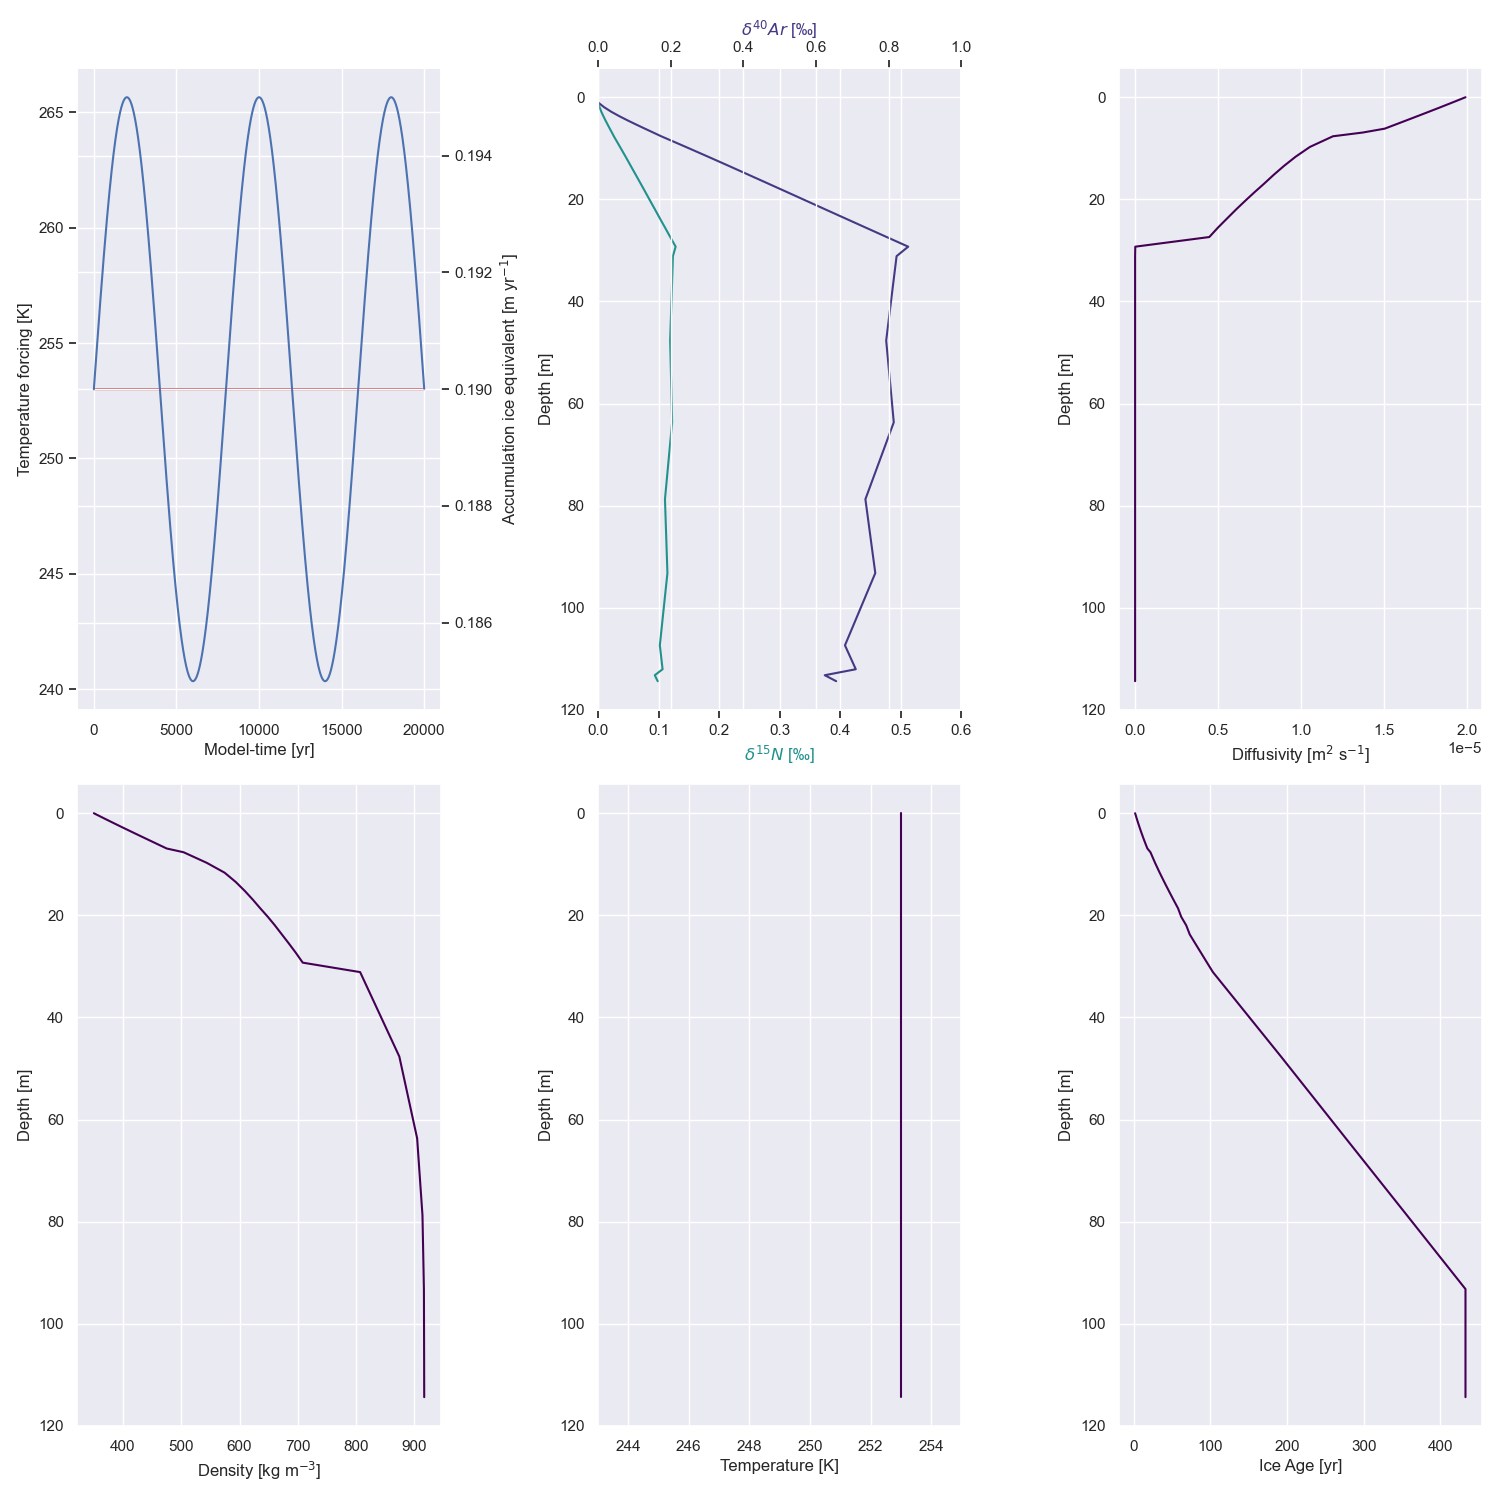 265
260
255
250
245
240
Temperature forcing [K]
0.194
0.192
0.190
0.188
0.186
Accumulation ice equivalent [m yr⁻¹]
0 5000 10000 15000 20000
Model-time [yr]
δ⁴⁰Ar [‰]
0.0 0.2 0.4 0.6 0.8 1.0
0
20
40
60
80
100
120
Depth [m]
0.0 0.1 0.2 0.3 0.4 0.5 0.6
δ¹⁵N [‰]
0
20
40
60
80
100
120
Depth [m]
0.0 0.5 1.0 1.5 2.0
1e−5
Diffusivity [m² s⁻¹]
0
20
40
60
80
100
120
Depth [m]
400 500 600 700 800 900
Density [kg m⁻³]
0
20
40
60
80
100
120
Depth [m]
244 246 248 250 252 254
Temperature [K]
0
20
40
60
80
100
120
Depth [m]
0 100 200 300 400
Ice Age [yr]